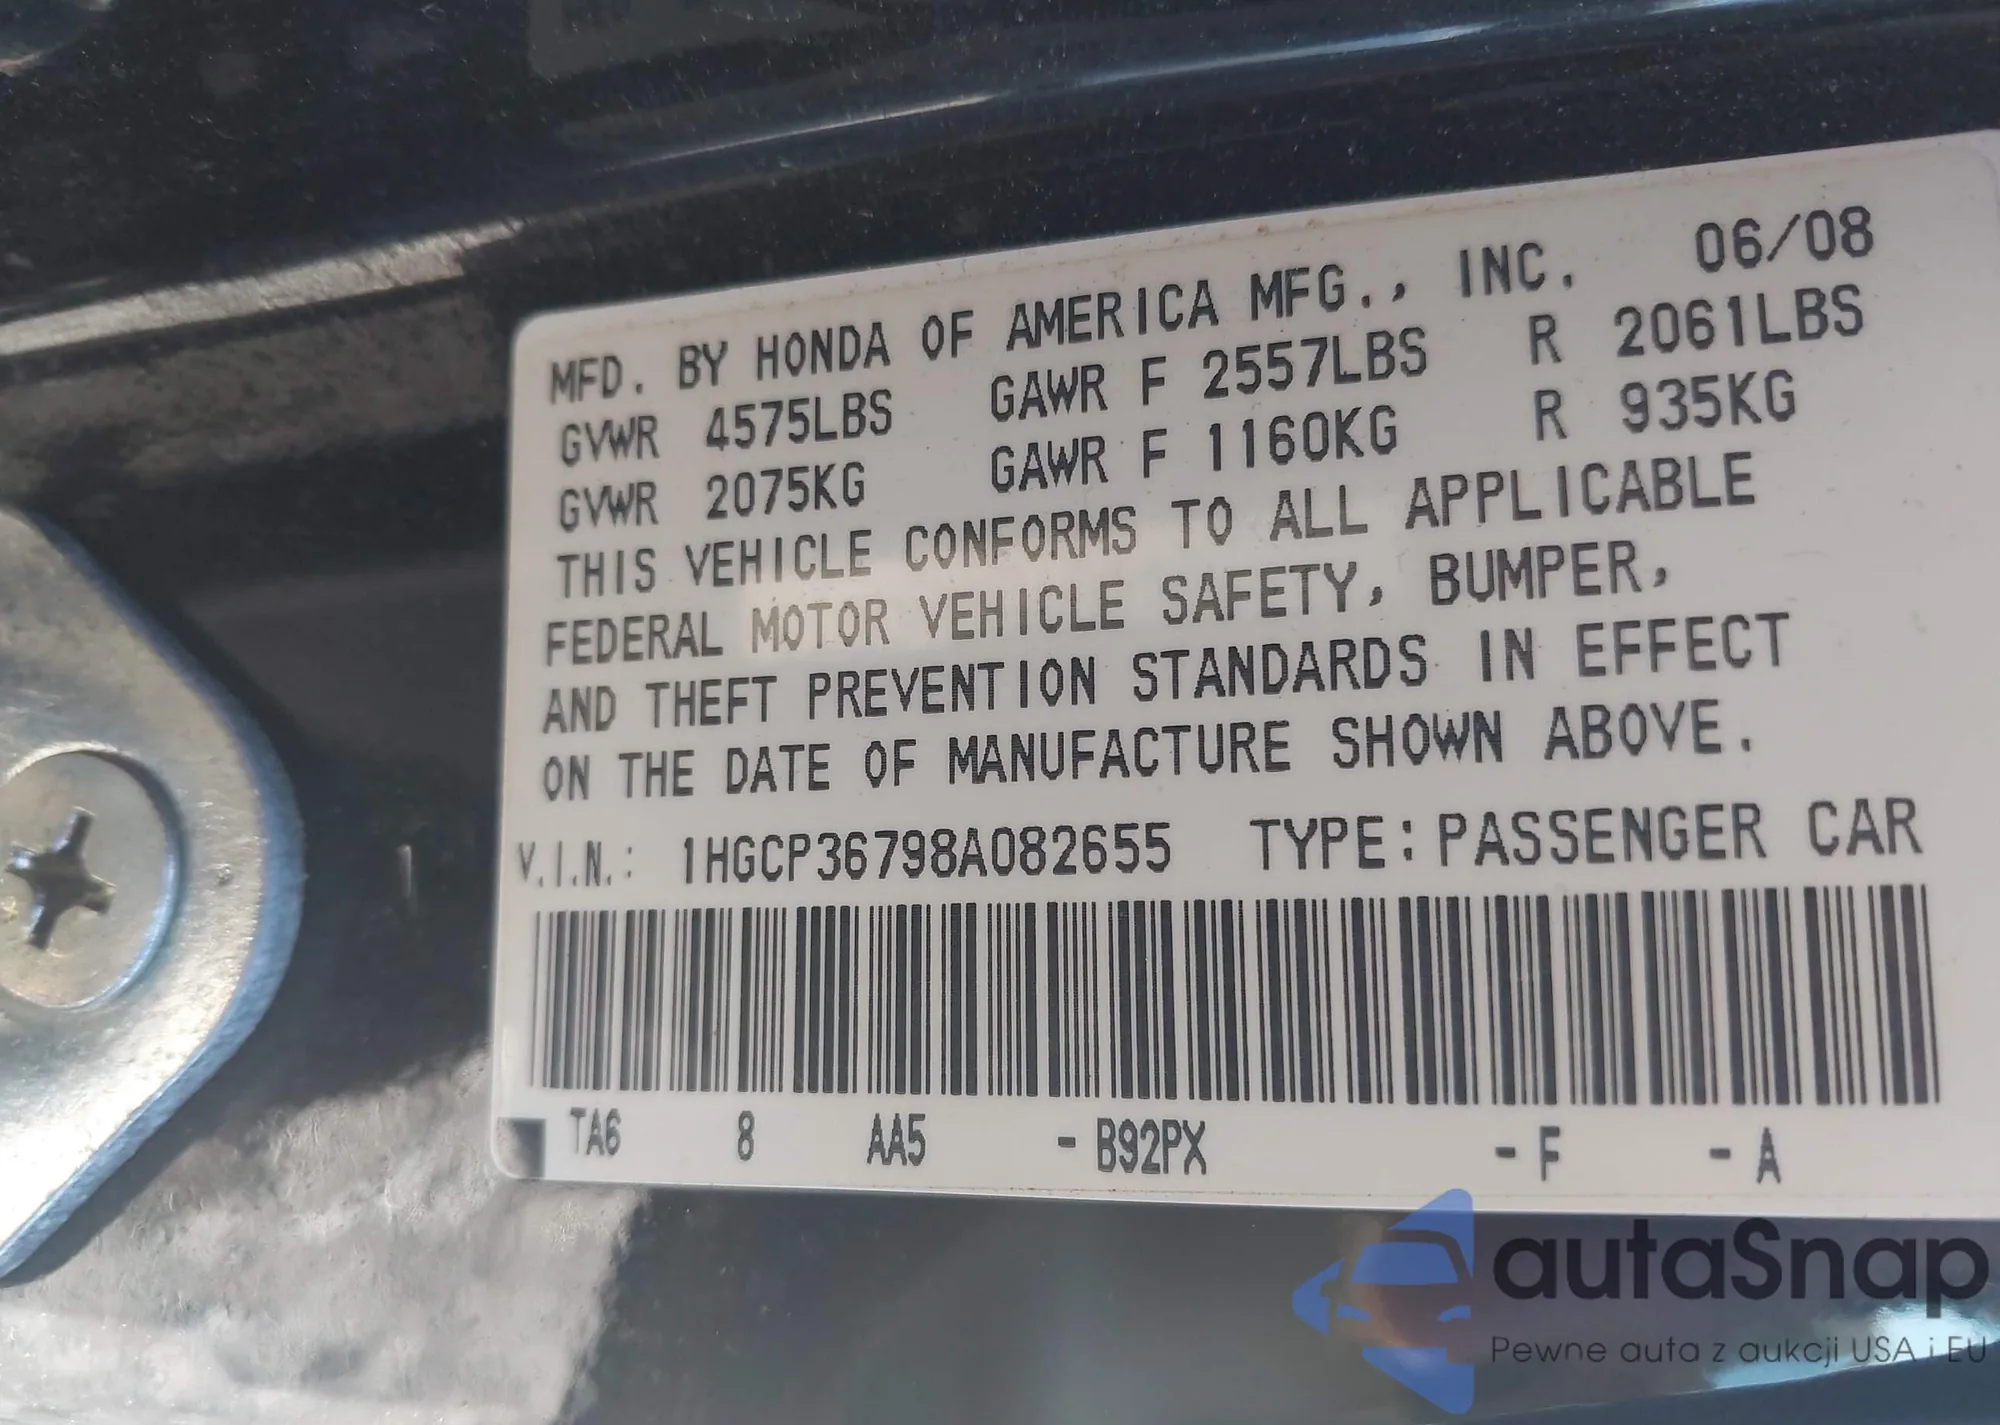 MFD. BY HONDA OF AMERICA MFG., INC. 06/08
GVWR 4575LBS GAWR F 2557LBS R 2061LBS
GVWR 2075KG GAWR F 1160KG R 935KG
THIS VEHICLE CONFORMS TO ALL APPLICABLE
FEDERAL MOTOR VEHICLE SAFETY, BUMPER,
AND THEFT PREVENTION STANDARDS IN EFFECT
ON THE DATE OF MANUFACTURE SHOWN ABOVE.
V.I.N.: 1HGCP36798A082655 TYPE: PASSENGER CAR
TA6 8 AA5 - B92PX - F - A
autaSnap
Pewne auta z aukcji USA i EU